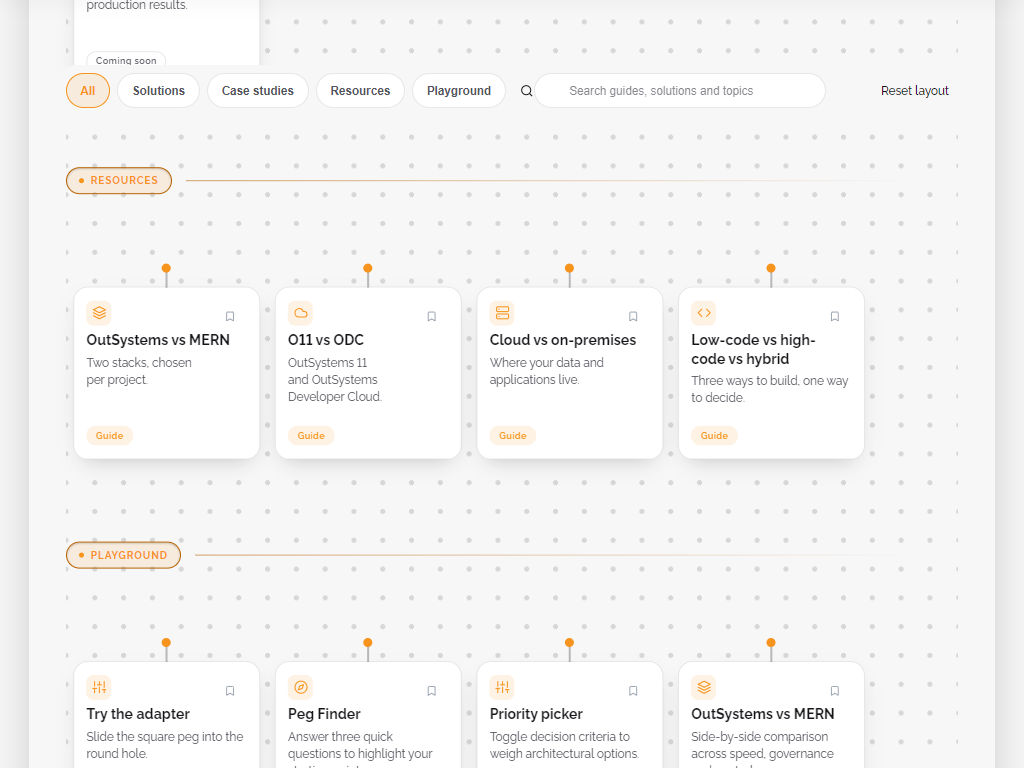 production results.
Coming soon
All
Solutions
Case studies
Resources
Playground
Search guides, solutions and topics
Reset layout
RESOURCES
OutSystems vs MERN
Two stacks, chosen
per project.
Guide
O11 vs ODC
OutSystems 11
and OutSystems
Developer Cloud.
Guide
Cloud vs on-premises
Where your data and
applications live.
Guide
Low-code vs high-
code vs hybrid
Three ways to build, one way
to decide.
Guide
PLAYGROUND
Try the adapter
Slide the square peg into the
round hole.
Peg Finder
Answer three quick
questions to highlight your
Priority picker
Toggle decision criteria to
weigh architectural options.
OutSystems vs MERN
Side-by-side comparison
across speed, governance